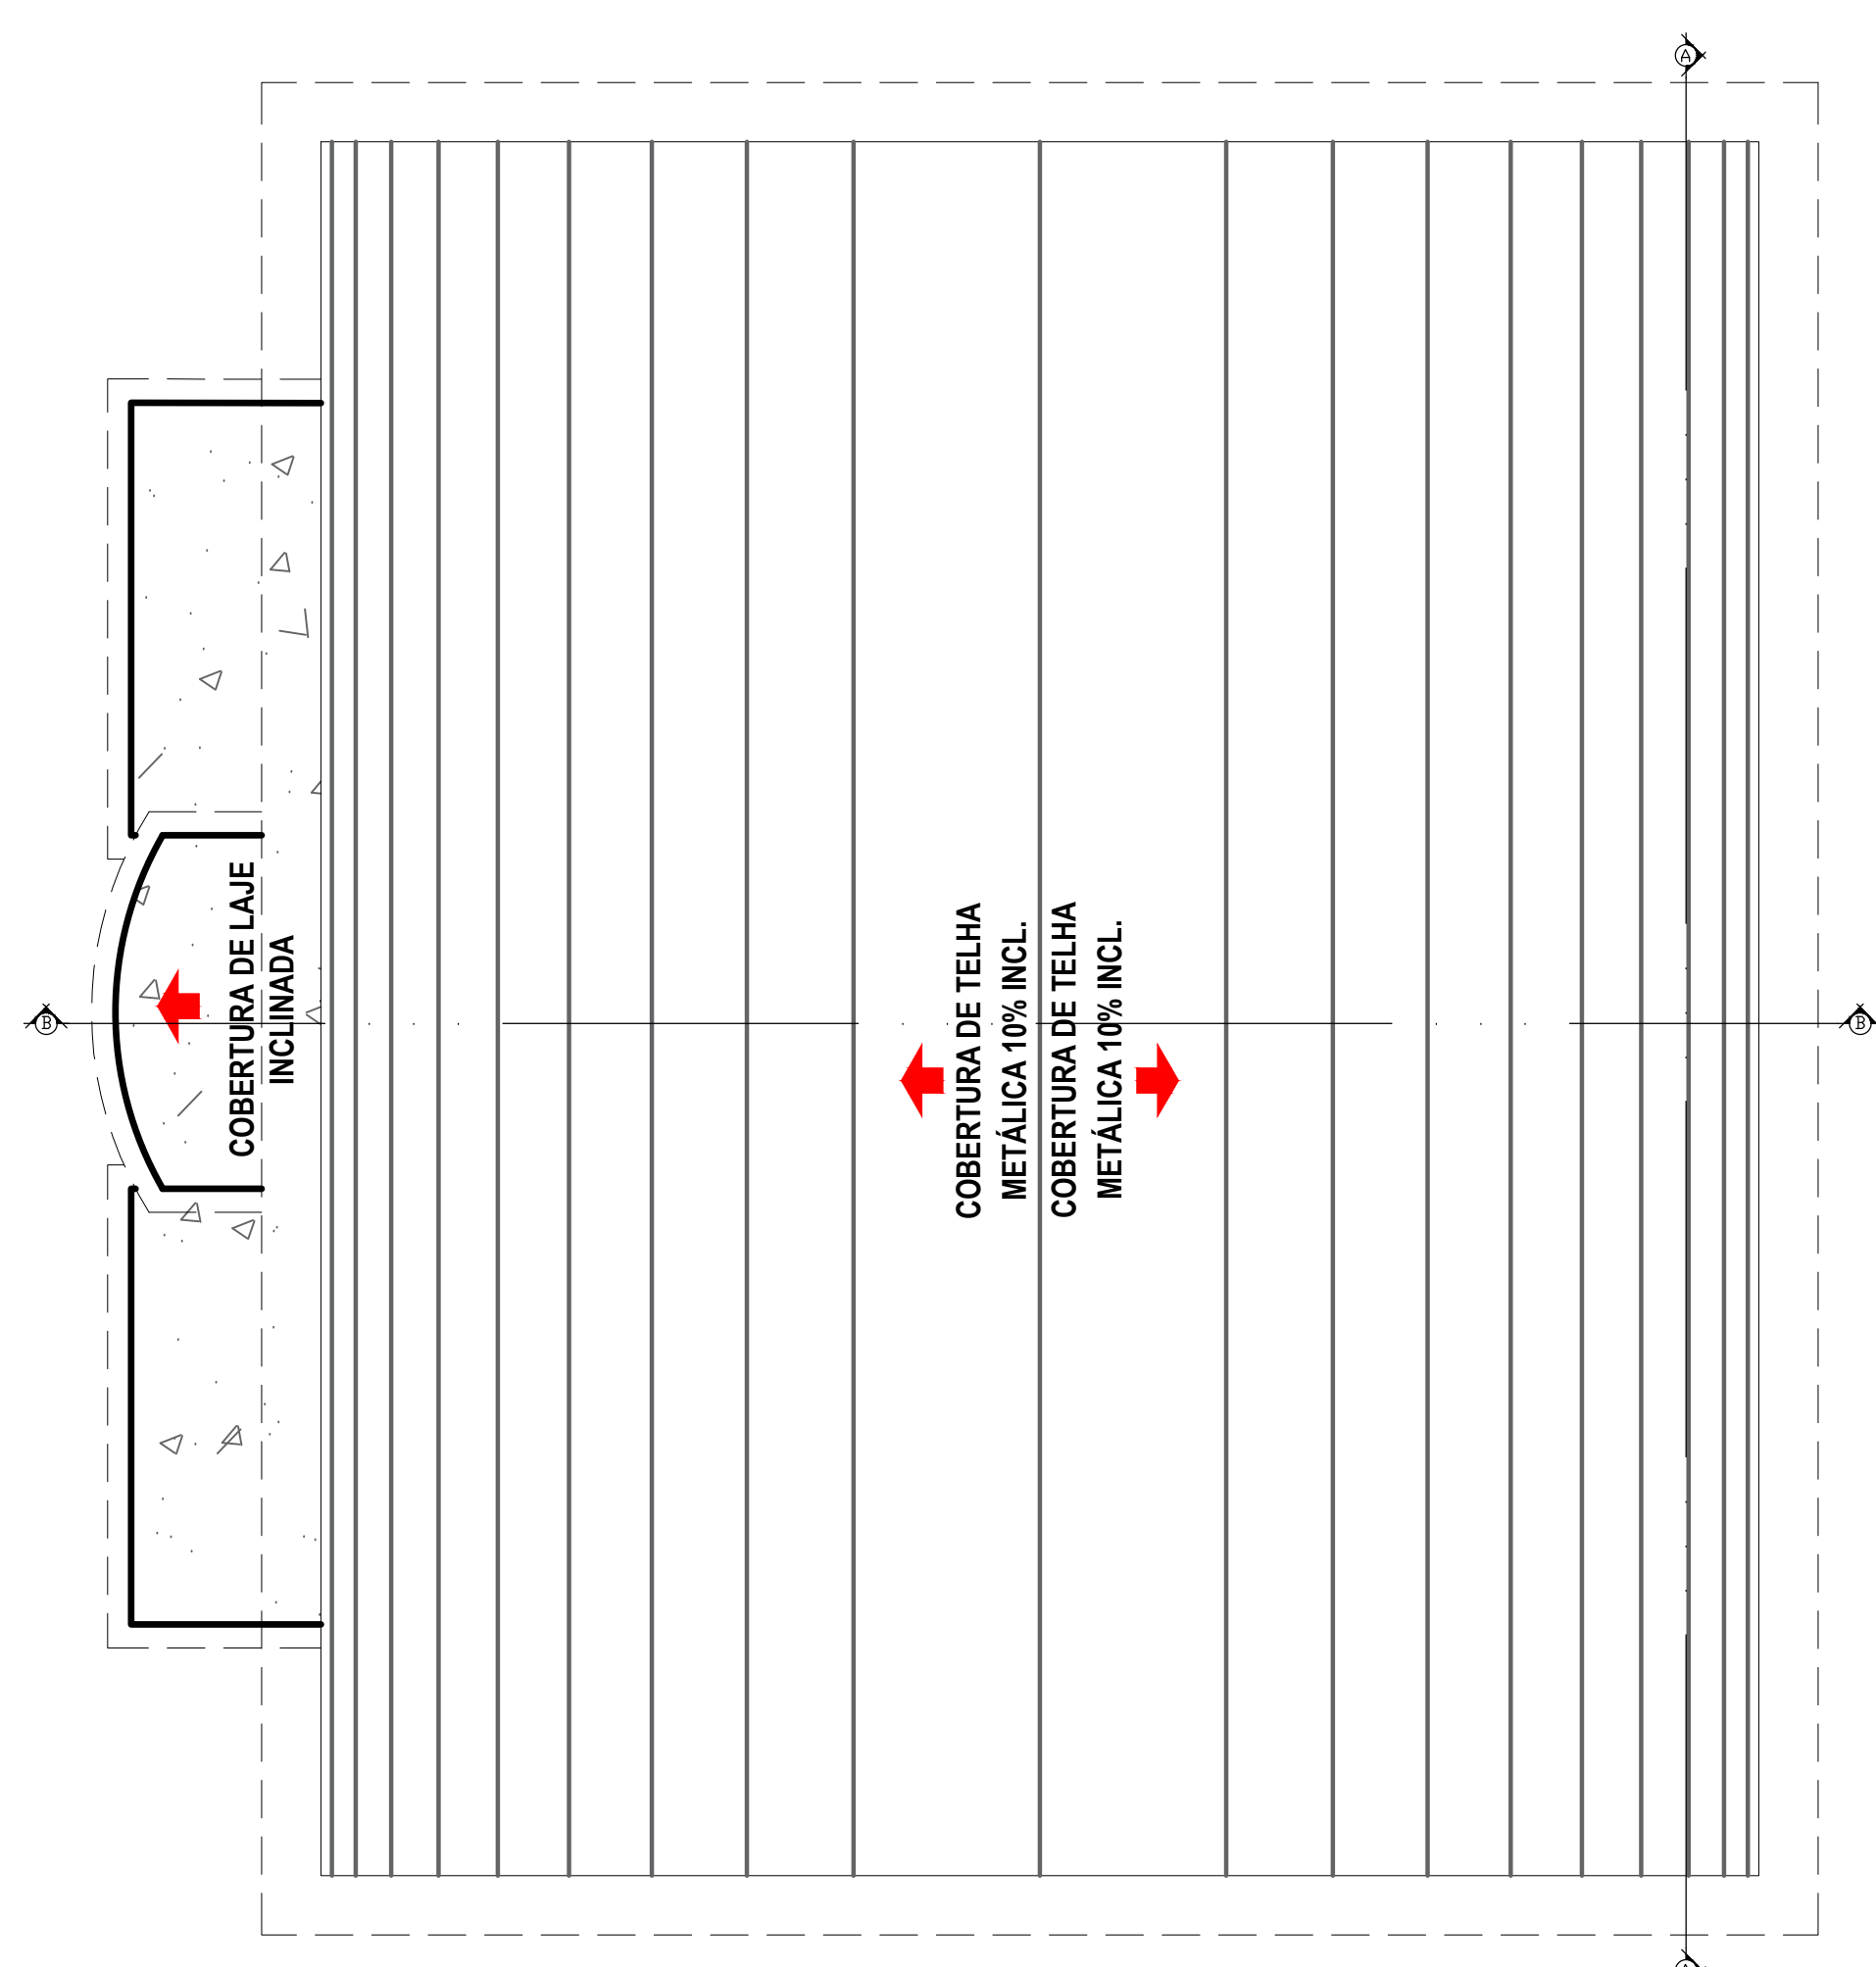 A
COBERTURA DE LAJE
INCLINADA
COBERTURA DE TELHA
METÁLICA 10% INCL.
COBERTURA DE TELHA
METÁLICA 10% INCL.
B
B
A